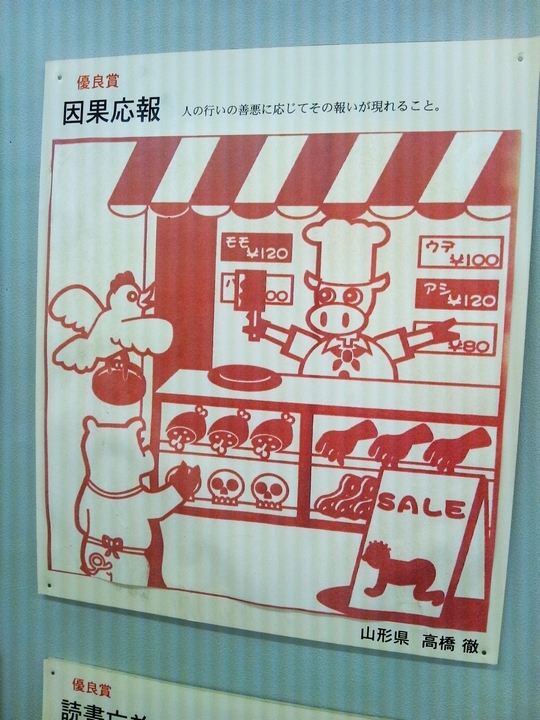 優良賞
因果応報
人の行いの善悪に応じてその報いが現れること。
モモ
¥120
ウデ
¥100
アシ
¥120
¥80
SALE
山形県 高橋 徹
優良賞